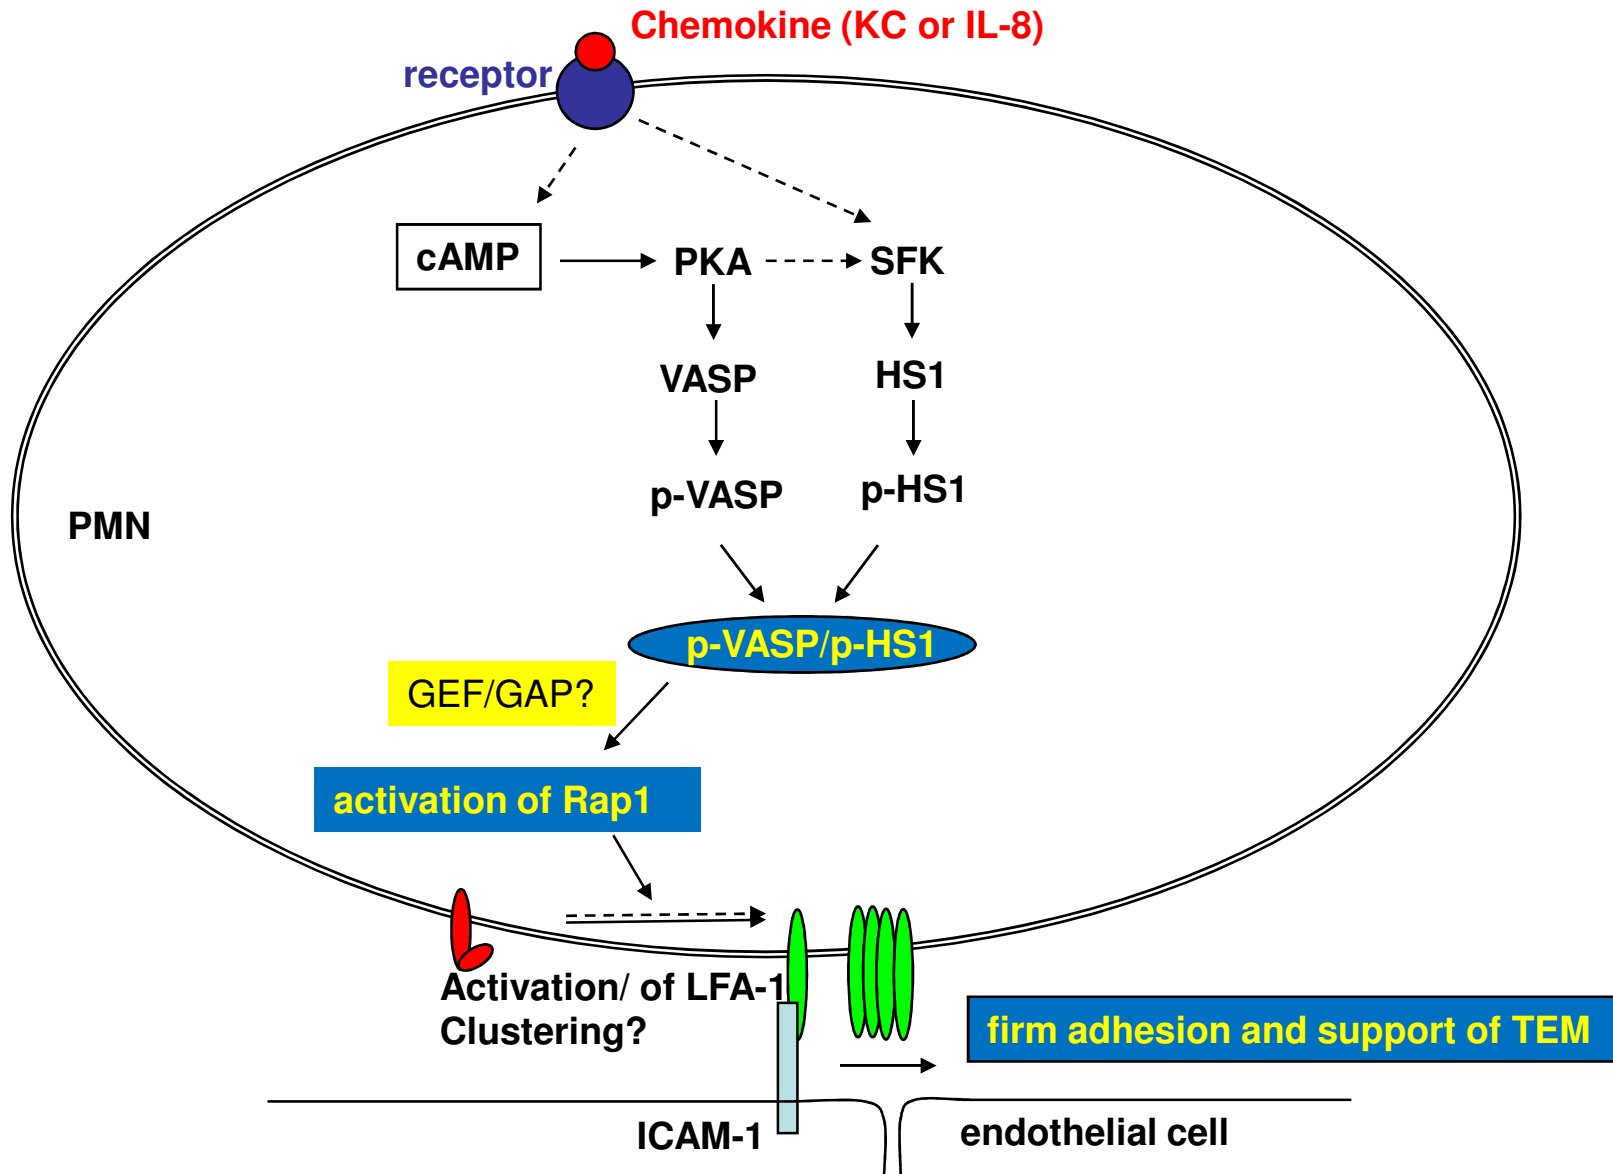 Chemokine (KC or IL-8)
receptor
cAMP
PKA
SFK
VASP
HS1
p-VASP
p-HS1
PMN
p-VASP/p-HS1
GEF/GAP?
activation of Rap1
Activation/ of LFA-1
Clustering?
firm adhesion and support of TEM
ICAM-1
endothelial cell